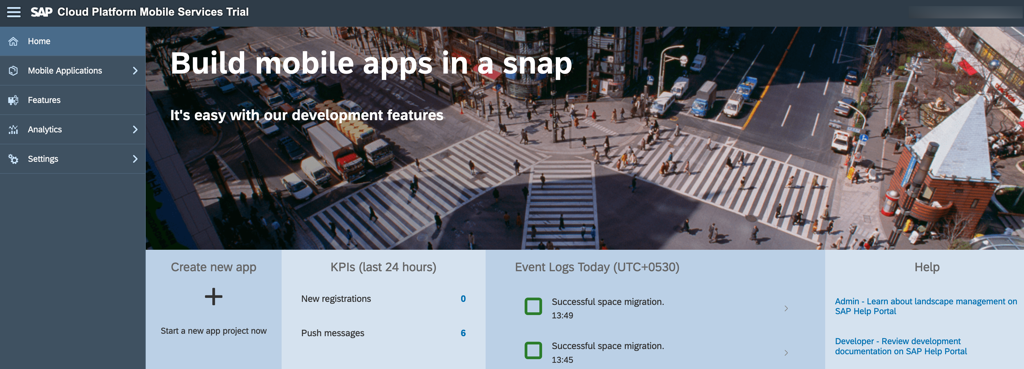 SAP Cloud Platform Mobile Services Trial
Home
Mobile Applications
Features
Analytics
Settings
Build mobile apps in a snap
It's easy with our development features
Create new app
Start a new app project now
KPIs (last 24 hours)
New registrations 0
Push messages 6
Event Logs Today (UTC+0530)
Successful space migration.
13:49
Successful space migration.
13:45
Help
Admin - Learn about landscape management on
SAP Help Portal
Developer - Review development
documentation on SAP Help Portal